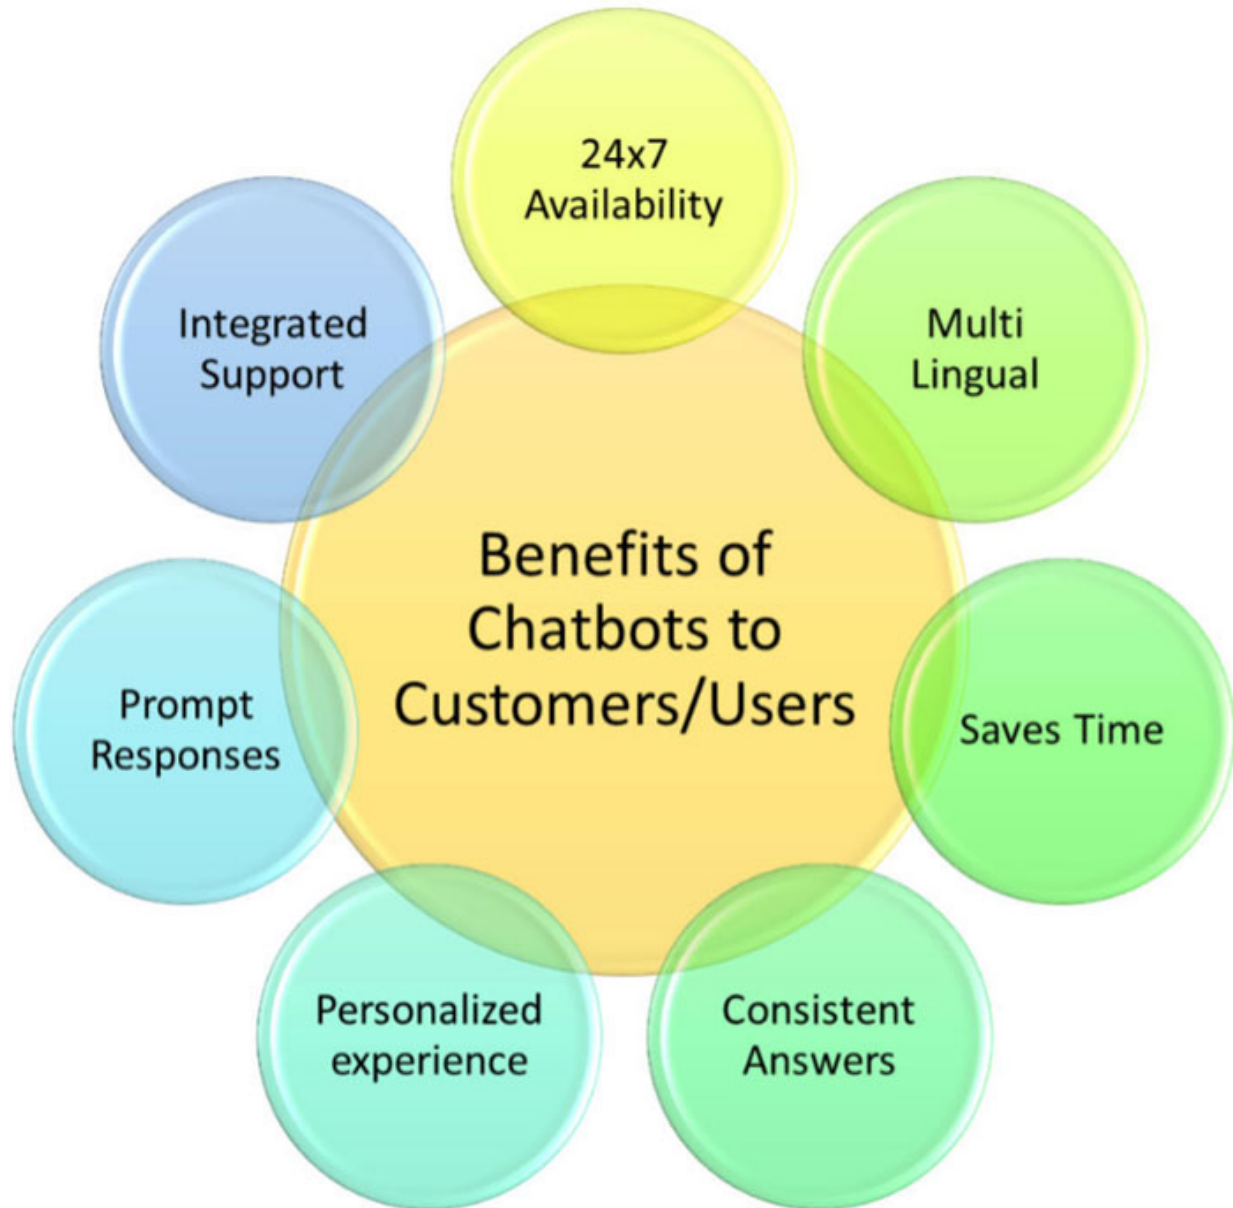 24x7
Availability
Multi
Lingual
Saves Time
Consistent
Answers
Personalized
experience
Prompt
Responses
Integrated
Support
Benefits of
Chatbots to
Customers/Users